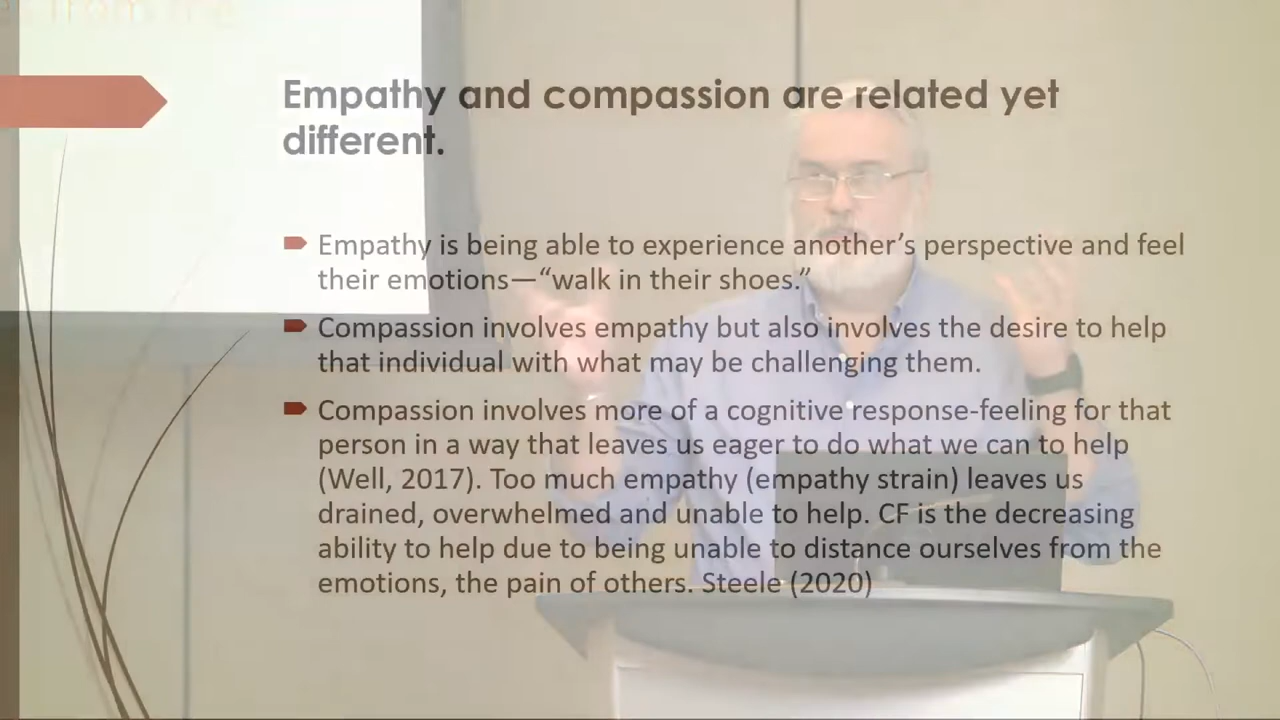 from the
Empathy and compassion are related yet
different.
Empathy is being able to experience another’s perspective and feel
their emotions—“walk in their shoes.”
Compassion involves empathy but also involves the desire to help
that individual with what may be challenging them.
Compassion involves more of a cognitive response-feeling for that
person in a way that leaves us eager to do what we can to help
(Well, 2017). Too much empathy (empathy strain) leaves us
drained, overwhelmed and unable to help. CF is the decreasing
ability to help due to being unable to distance ourselves from the
emotions, the pain of others. Steele (2020)